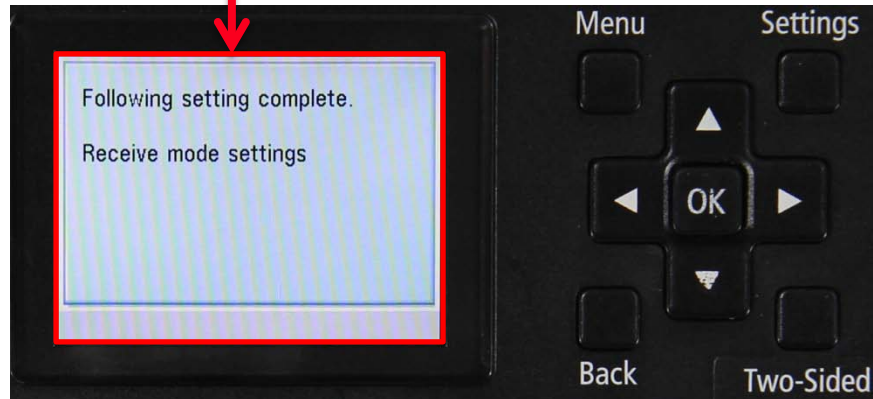 Following setting complete.
Receive mode settings
Menu
Settings
OK
Back
Two-Sided